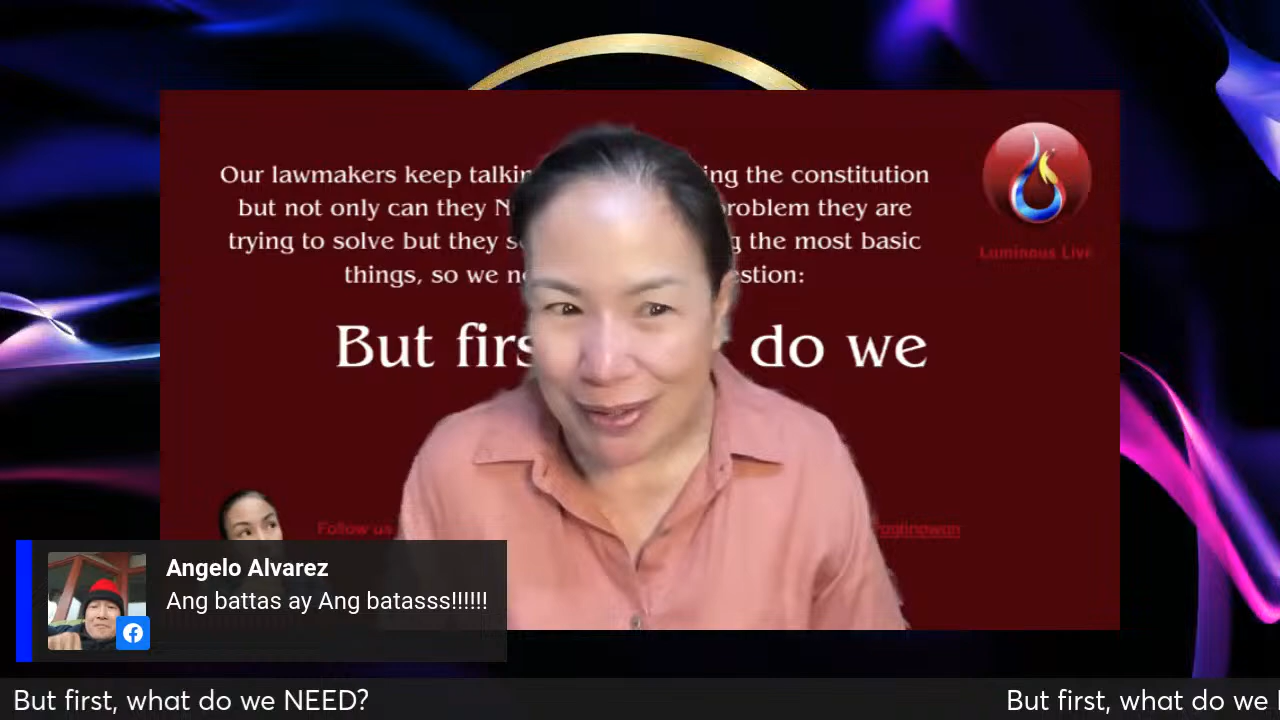 Our lawmakers keep talkin ing the constitution
but not only can they N roblem they are
trying to solve but they s g the most basic
things, so we n estion:
But firs do we
Luminous Live
Follow us
Angelo Alvarez
Ang battas ay Ang batasss!!!!!!
But first, what do we NEED?
But first, what do we